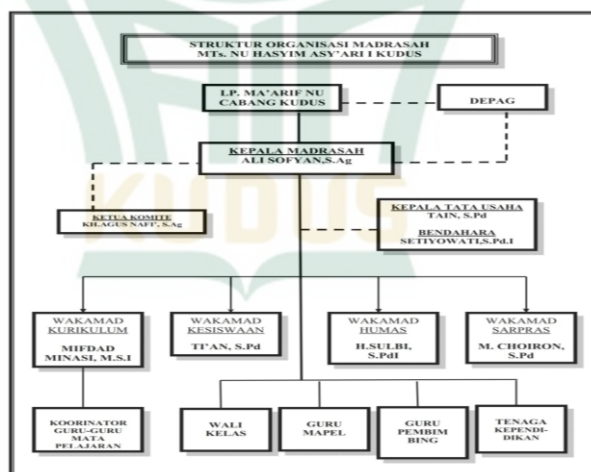 STRUKTUR ORGANISASI MADRASAH
MTs. NU HASYIM ASY'ARI I KUDUS
LP. MA'ARIF NU
CABANG KUDUS
DEPAG
KEPALA MADRASAH
ALI SOFYAN,S.Ag
KETUA KOMITE
KH.AGUS NAFI', S.Ag
KEPALA TATA USAHA
TAIN, S.Pd
BENDAHARA
SETIYOWATI,S.Pd.I
KUDUS
WAKAMAD
KURIKULUM
MIFDAD
MINASI, M.S.I
WAKAMAD
KESISWAAN
TI'AN, S.Pd
WAKAMAD
HUMAS
H.SULBI,
S.PdI
WAKAMAD
SARPRAS
M. CHOIRON,
S.Pd
KOORINATOR
GURU-GURU
MATA
PELAJARAN
WALI
KELAS
GURU
MAPEL
GURU
PEMBIM
BING
TENAGA
KEPENDI-
DIKAN